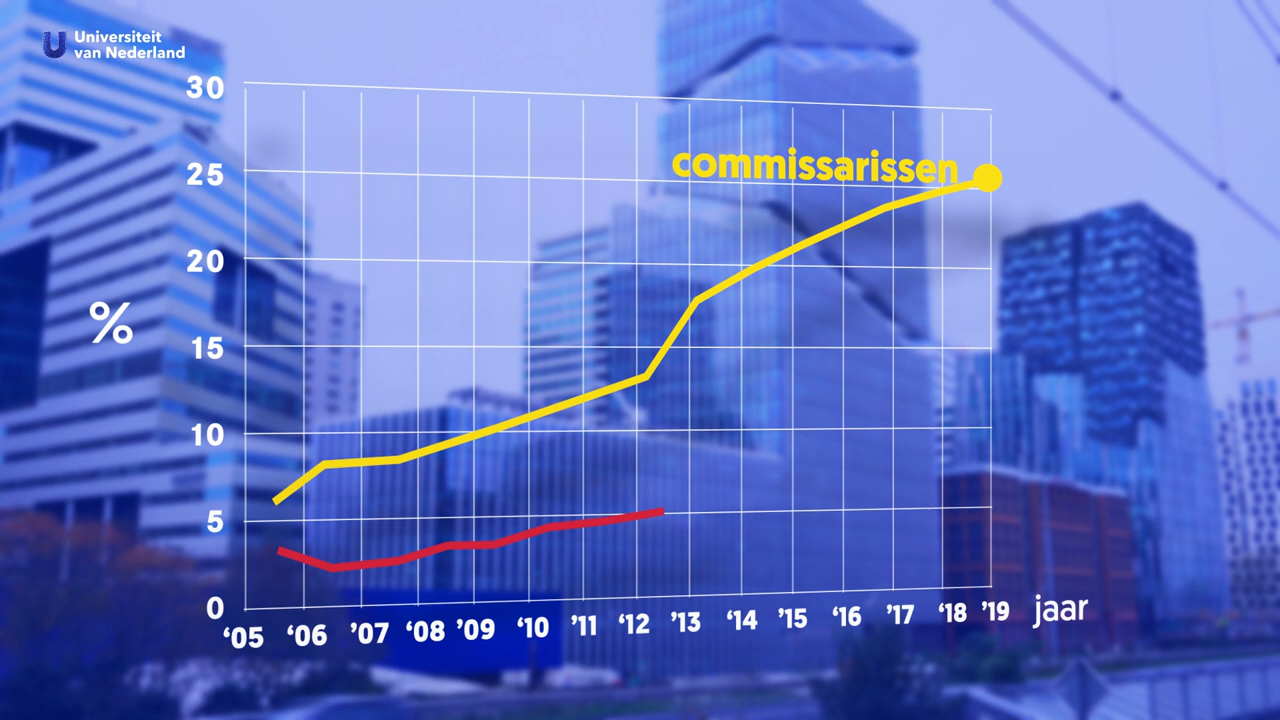 Universiteit
van Nederland
30
25
20
15
10
5
0
%
commissarissen
‘05 ‘06 ’07 ‘08 ’09 ‘10 ’11 ‘12 ’13 ‘14 ’15 ‘16 ’17 ‘18 ’19 jaar